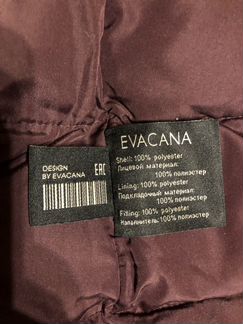 EVACANA
Shell: 100% polyester
Лицевой материал:
100% полиэстер
Lining: 100% polyester
Подкладочный материал:
100% полиэстер
Filling: 100% polyester
Наполнитель: 100% полиэстер
DESIGN
BY EVACANA
EAC